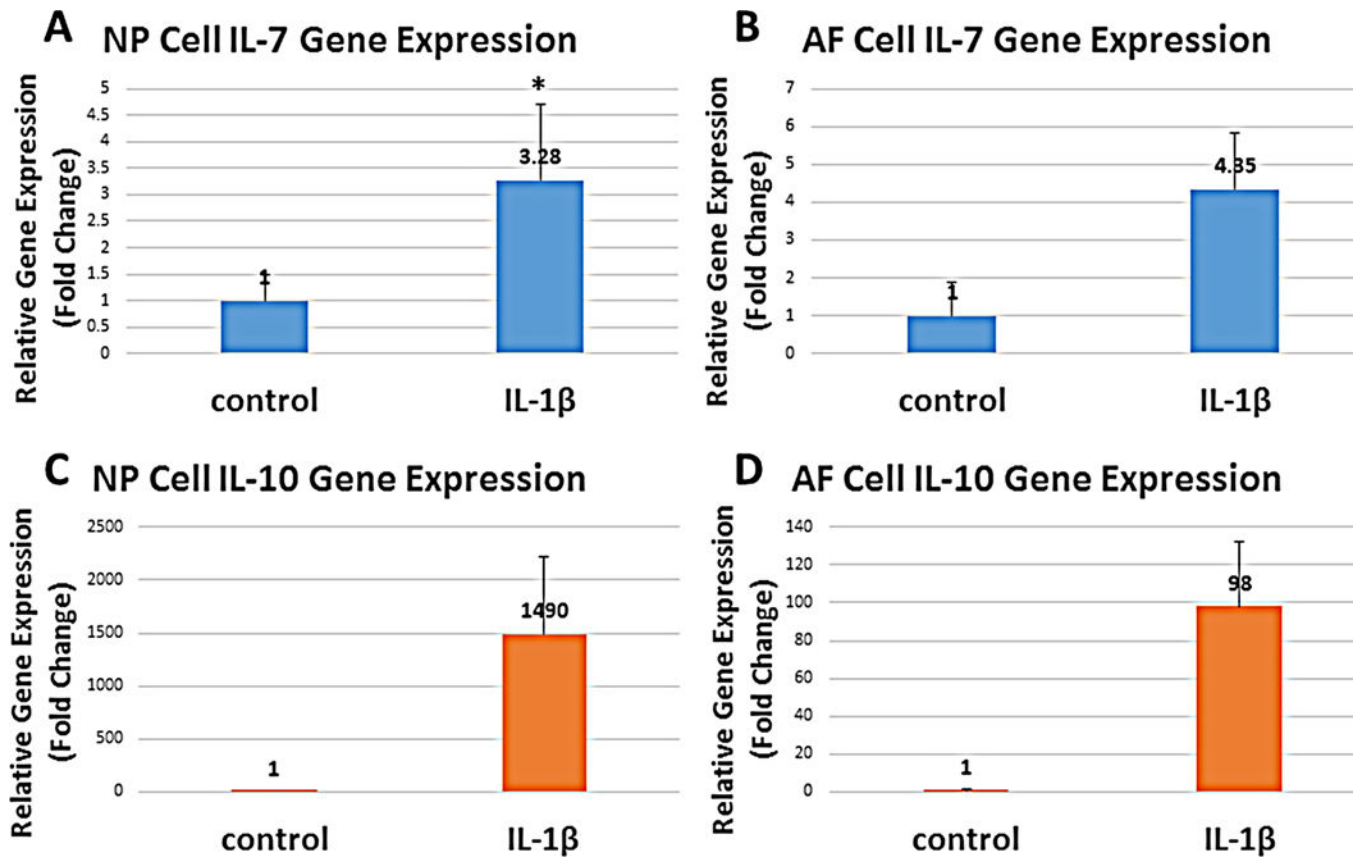 A NP Cell IL-7 Gene Expression
Relative Gene Expression
(Fold Change)
5
4.5
4
3.5
3
2.5
2
1.5
1
0.5
0
1
*
3.28
control IL-1β
B AF Cell IL-7 Gene Expression
Relative Gene Expression
(Fold Change)
7
6
5
4
3
2
1
0
1
4.35
control IL-1β
C NP Cell IL-10 Gene Expression
Relative Gene Expression
(Fold Change)
2500
2000
1500
1000
500
0
1
1490
control IL-1β
D AF Cell IL-10 Gene Expression
Relative Gene Expression
(Fold Change)
140
120
100
80
60
40
20
0
1
98
control IL-1β